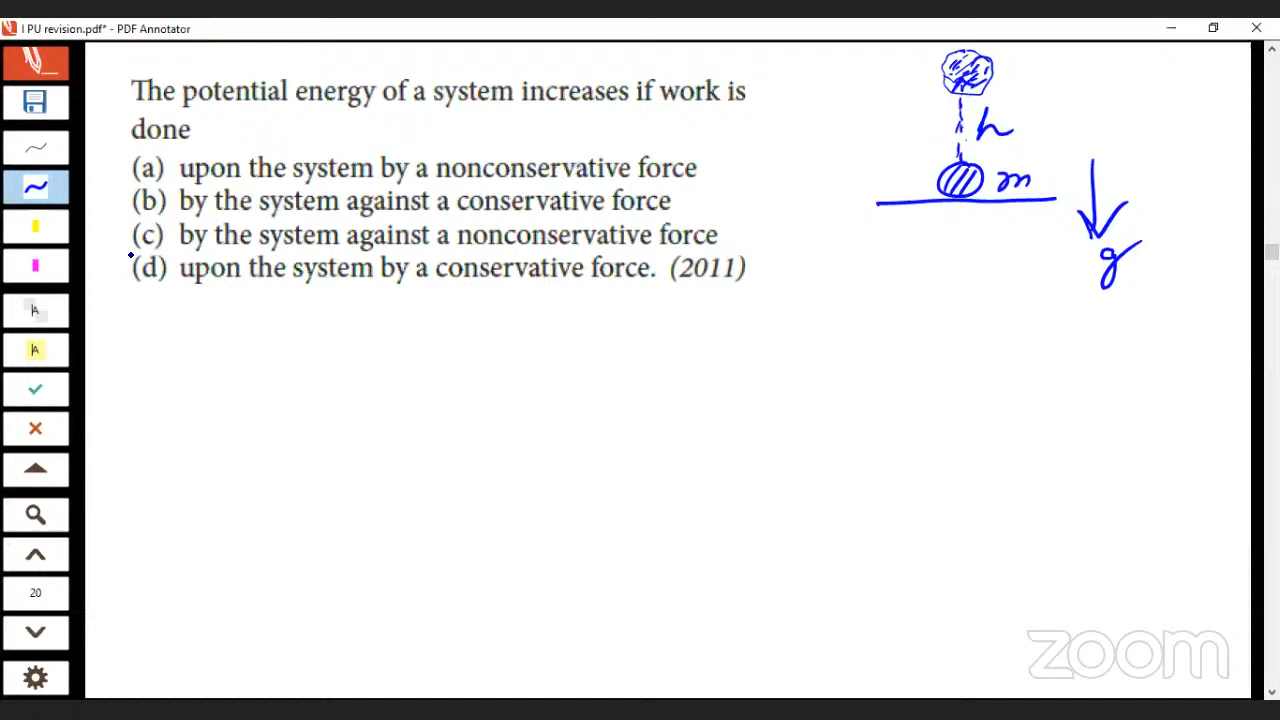 I PU revision.pdf* - PDF Annotator
The potential energy of a system increases if work is
done
(a) upon the system by a nonconservative force
(b) by the system against a conservative force
(c) by the system against a nonconservative force
(d) upon the system by a conservative force. (2011)
h
m
g
A
A
20
zoom